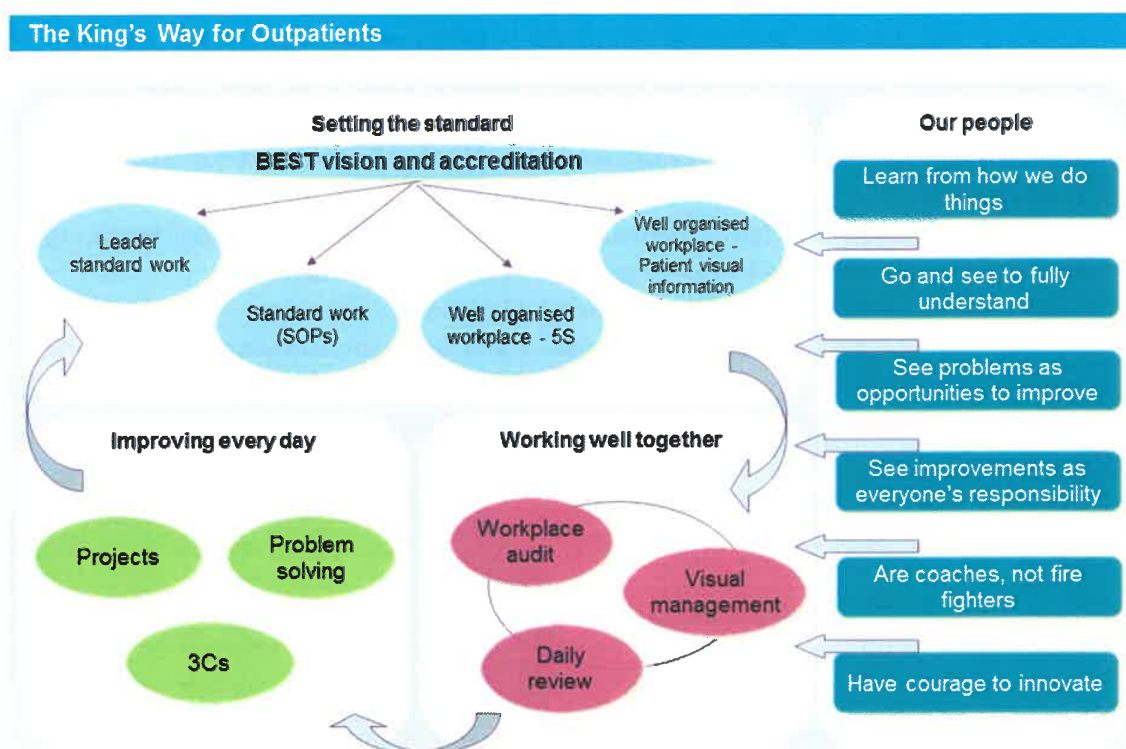 The King's Way for Outpatients
Setting the standard
BEST vision and accreditation
Leader
standard work
Standard work
(SOPs)
Well organised
workplace - 5S
Well organised
workplace -
Patient visual
information
Improving every day
Projects
Problem
solving
3Cs
Working well together
Workplace
audit
Visual
management
Daily
review
Our people
Learn from how we do
things
Go and see to fully
understand
See problems as
opportunities to improve
See improvements as
everyone's responsibility
Are coaches, not fire
fighters
Have courage to innovate